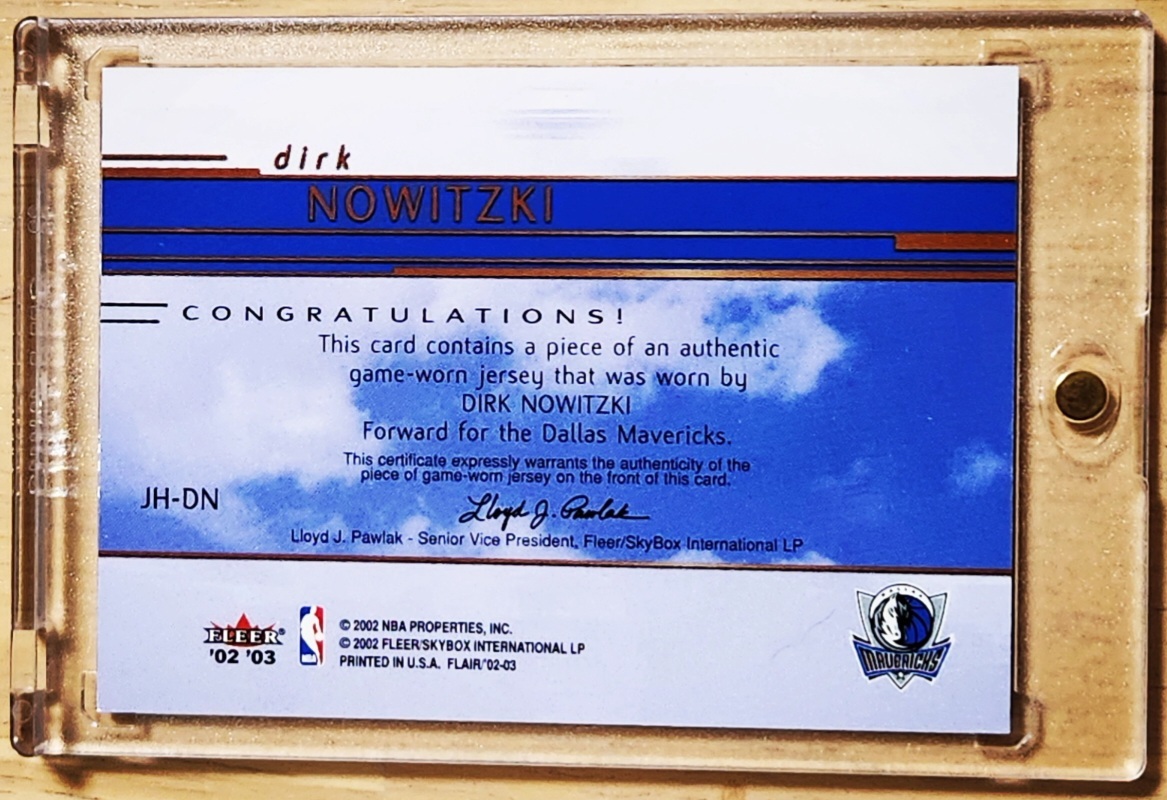 dirk
NOWITZKI
CONGRATULATIONS!
This card contains a piece of an authentic
game-worn jersey that was worn by
DIRK NOWITZKI
Forward for the Dallas Mavericks.
This certificate expressly warrants the authenticity of the
piece of game-worn jersey on the front of this card.
JH-DN
Lloyd J. Pawlak
Lloyd J. Pawlak - Senior Vice President, Fleer/SkyBox International LP
FLEER®
'02 '03
© 2002 NBA PROPERTIES, INC.
© 2002 FLEER/SKYBOX INTERNATIONAL LP
PRINTED IN U.S.A. FLAIR/'02-03
DALLAS
MAVERICKS